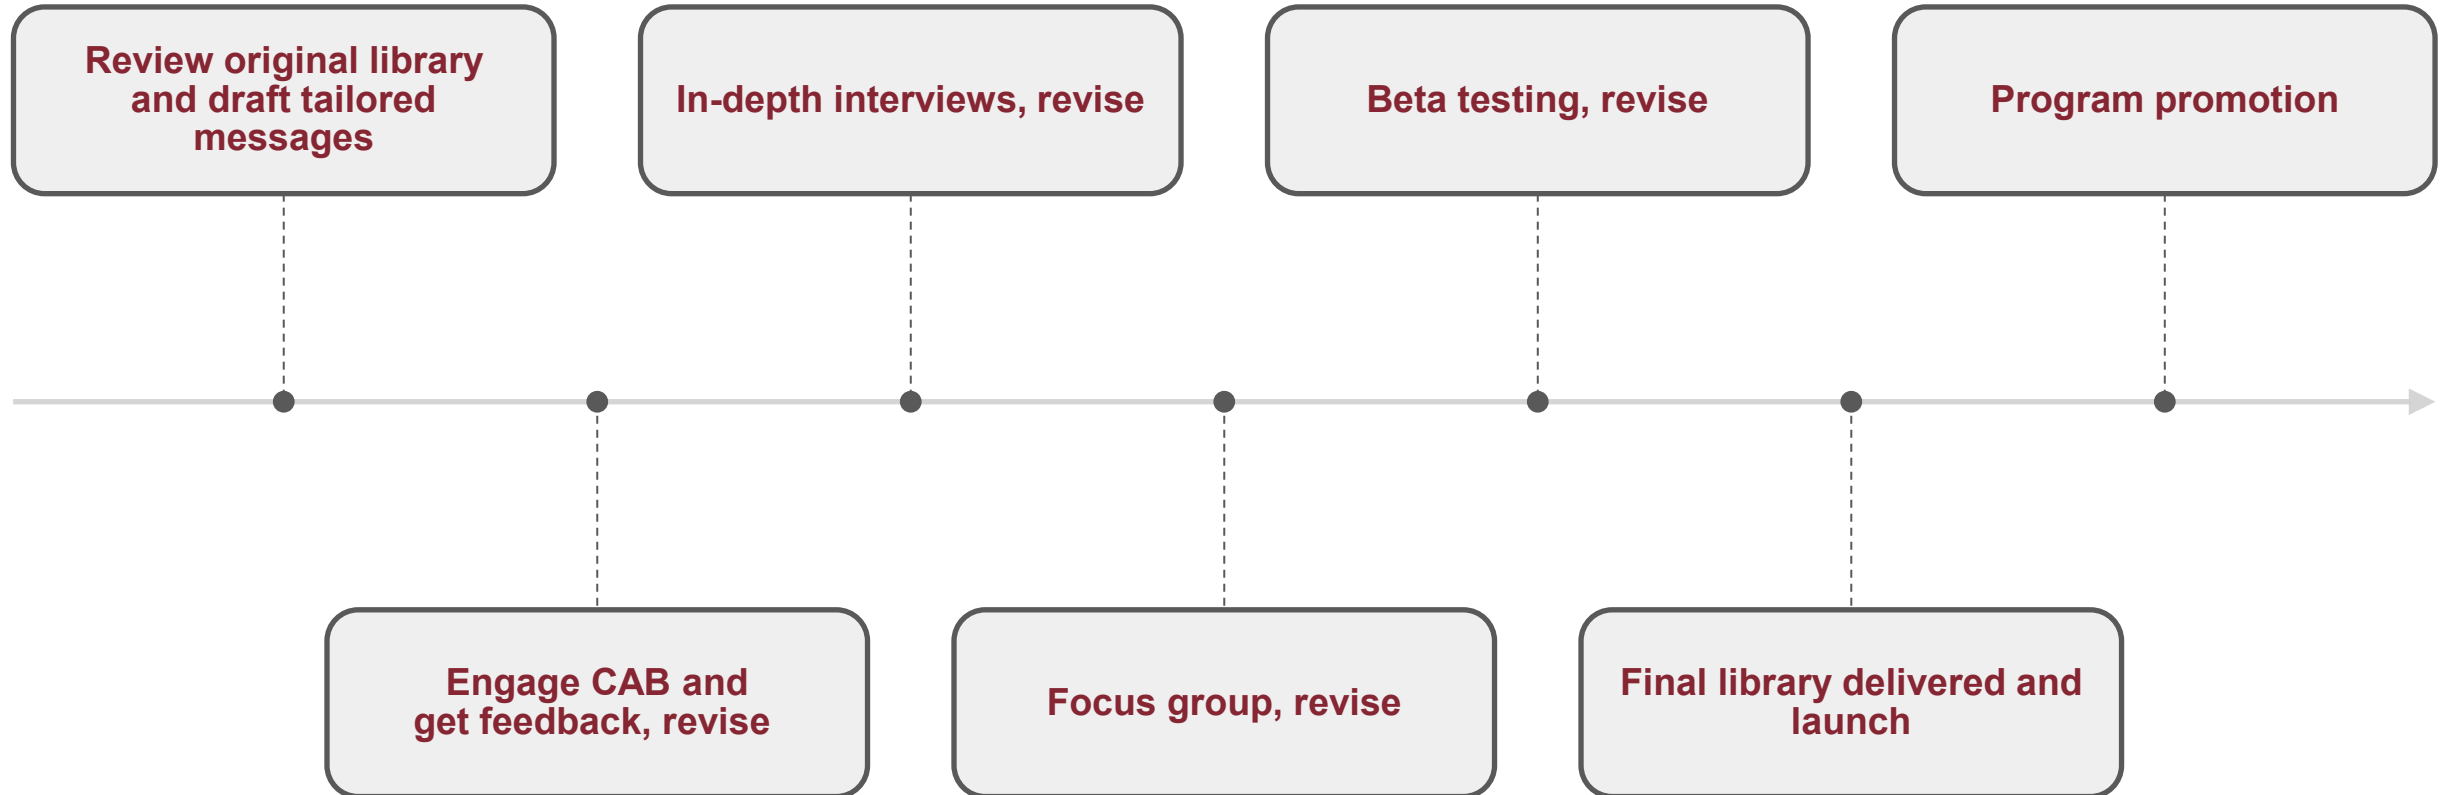 Review original library
and draft tailored
messages
In-depth interviews, revise
Beta testing, revise
Program promotion
Engage CAB and
get feedback, revise
Focus group, revise
Final library delivered and
launch